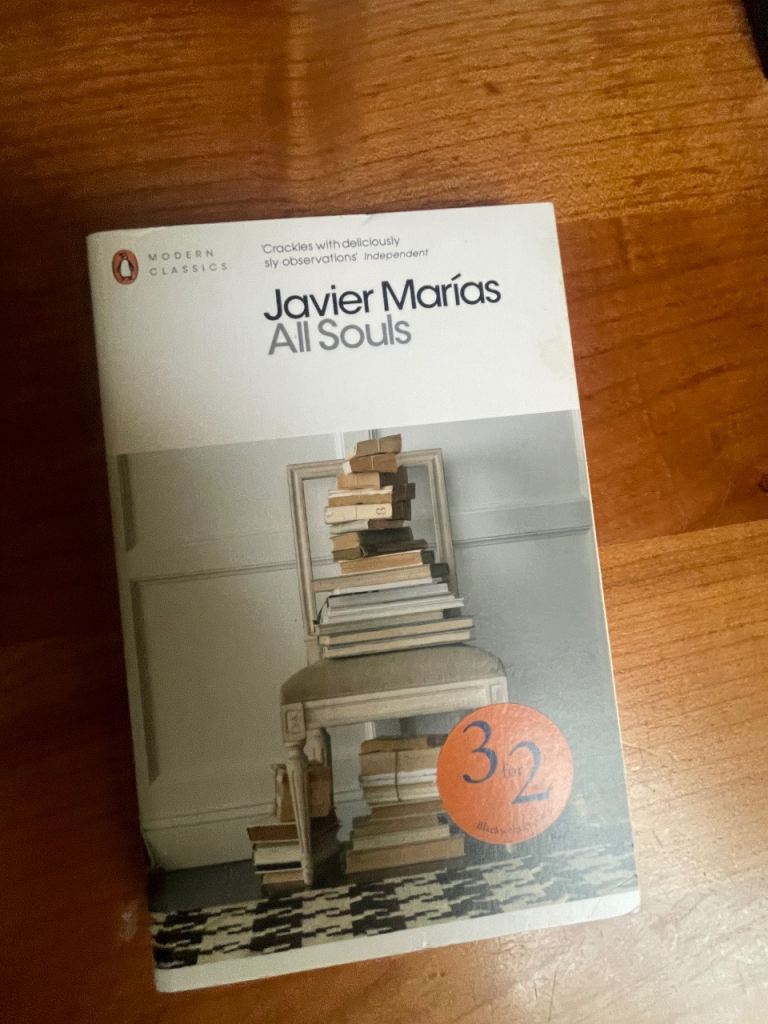 MODERN
CLASSICS
'Crackles with deliciously
sly observations' Independent
Javier Marías
All Souls
3 for 2